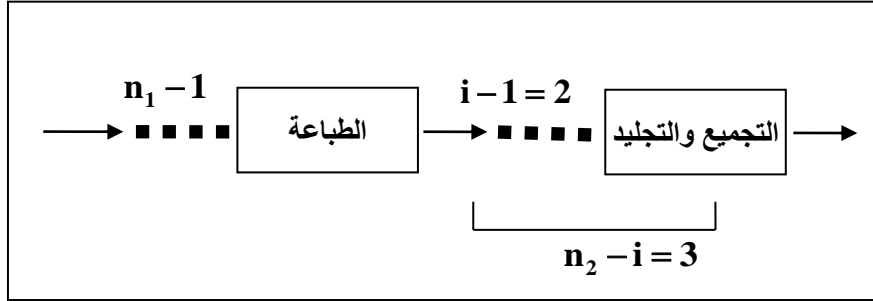 n₁ − 1
i − 1 = 2
الطباعة
التجميع والتجليد
n₂ − i = 3